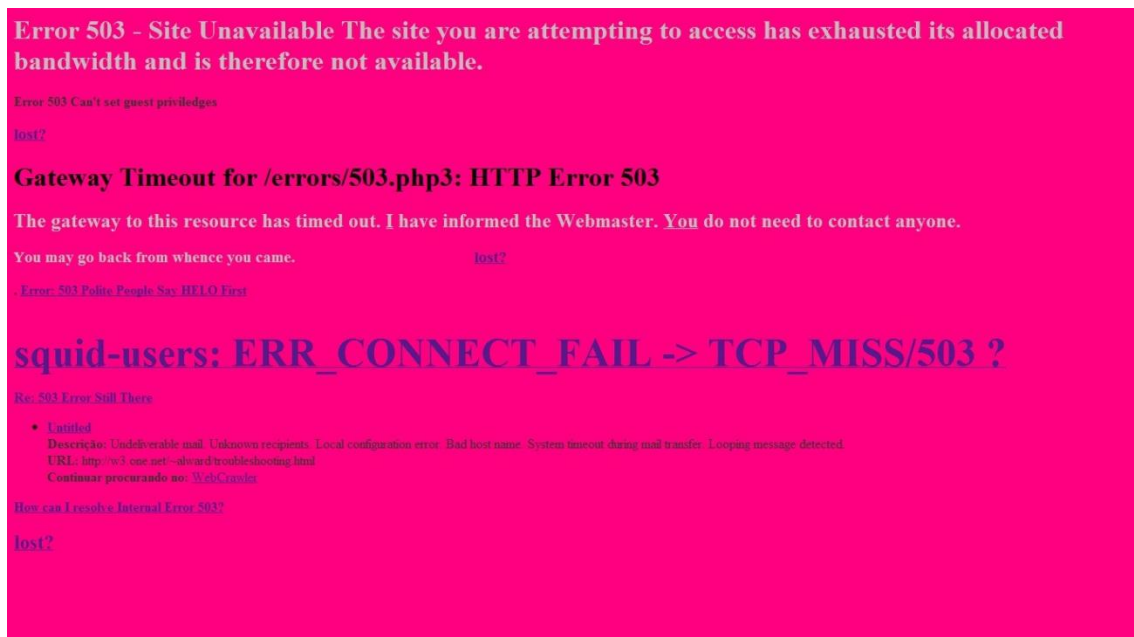 Error 503 - Site Unavailable The site you are attempting to access has exhausted its allocated
bandwidth and is therefore not available.
Error 503 Can't set guest priviledges
lost?
Gateway Timeout for /errors/503.php3: HTTP Error 503
The gateway to this resource has timed out. I have informed the Webmaster. You do not need to contact anyone.
You may go back from whence you came. lost?
. Error: 503 Polite People Say HELO First
squid-users: ERR_CONNECT_FAIL -> TCP_MISS/503 ?
Re: 503 Error Still There
Untitled
Descrição: Undeliverable mail. Unknown recipients. Local configuration error. Bad host name. System timeout during mail transfer. Looping message detected.
URL: http://w3.one.net/~alward/troubleshooting.html
Continuar procurando no: WebCrawler
How can I resolve Internal Error 503?
lost?